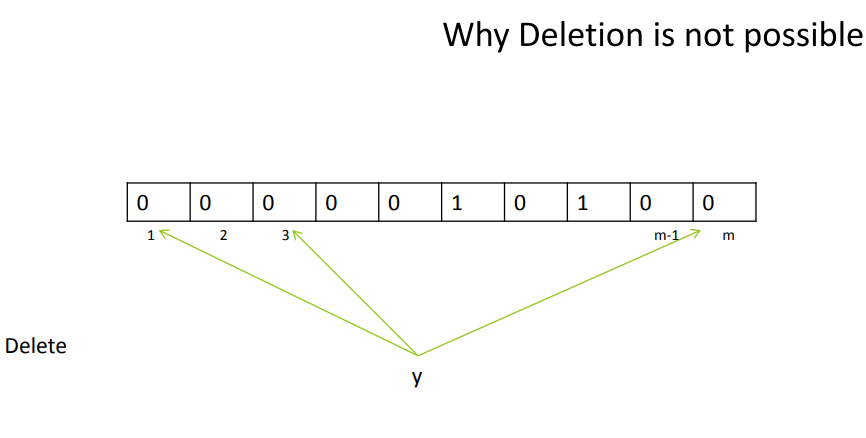 Why Deletion is not possible
0 0 0 0 0 1 0 1 0 0
1 2 3 m-1 m
Delete
y